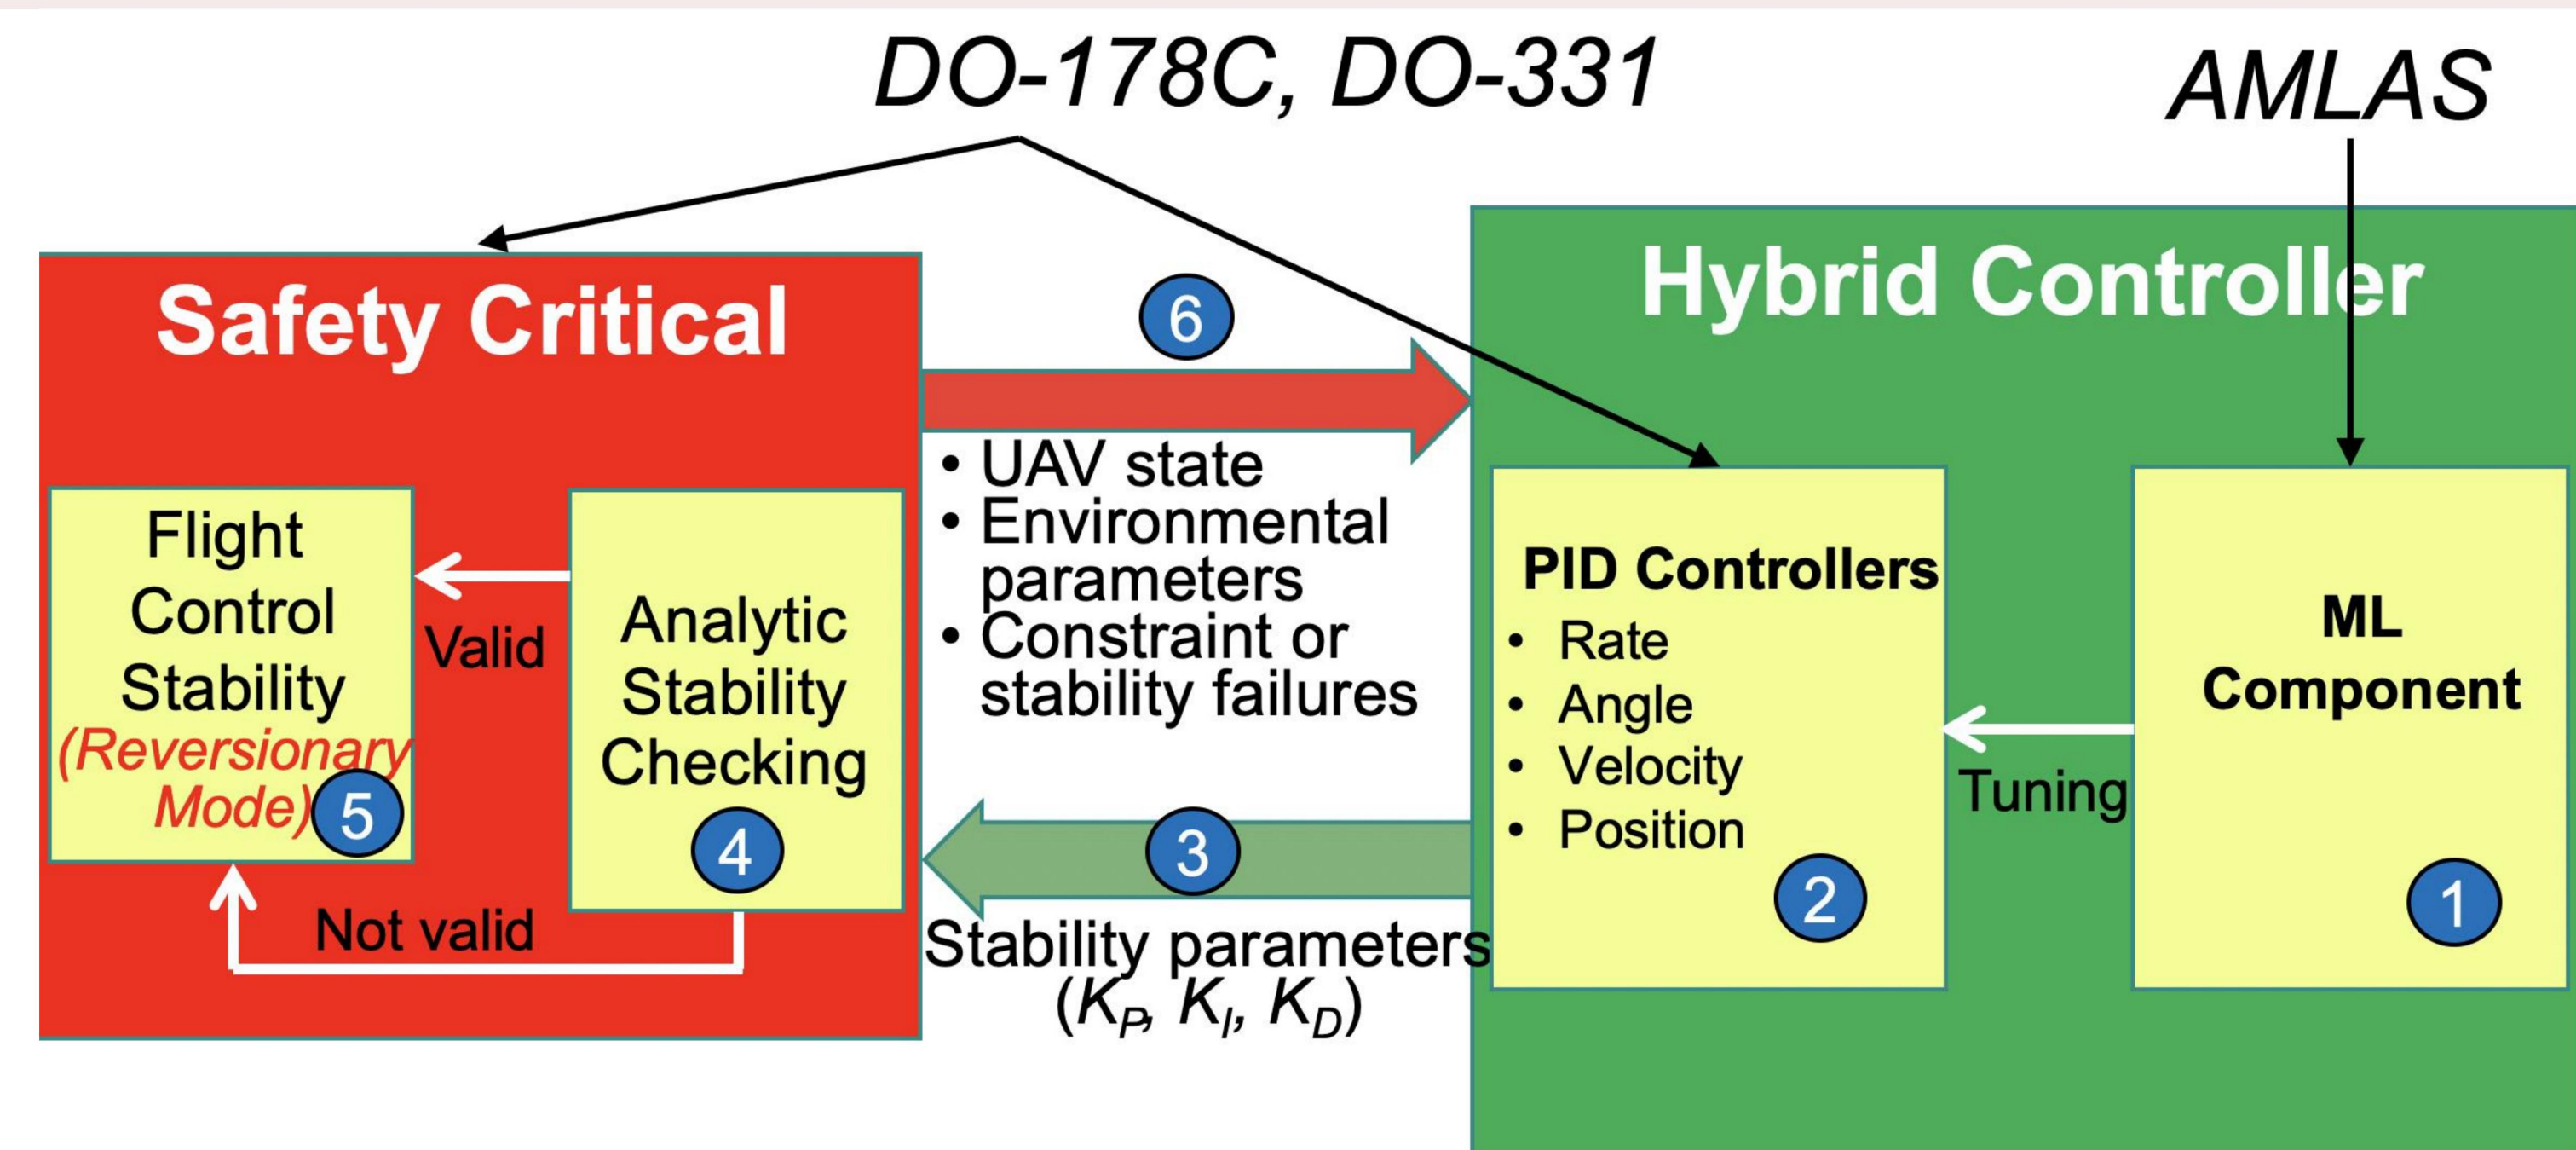 DO-178C, DO-331
AMLAS
Safety Critical
Flight
Control
Stability
(Reversionary
Mode)
5
Valid
Analytic
Stability
Checking
4
Not valid
6
• UAV state
• Environmental
parameters
• Constraint or
stability failures
3
Stability parameters
(KP, KI, KD)
Hybrid Controller
PID Controllers
• Rate
• Angle
• Velocity
• Position
2
Tuning
ML
Component
1